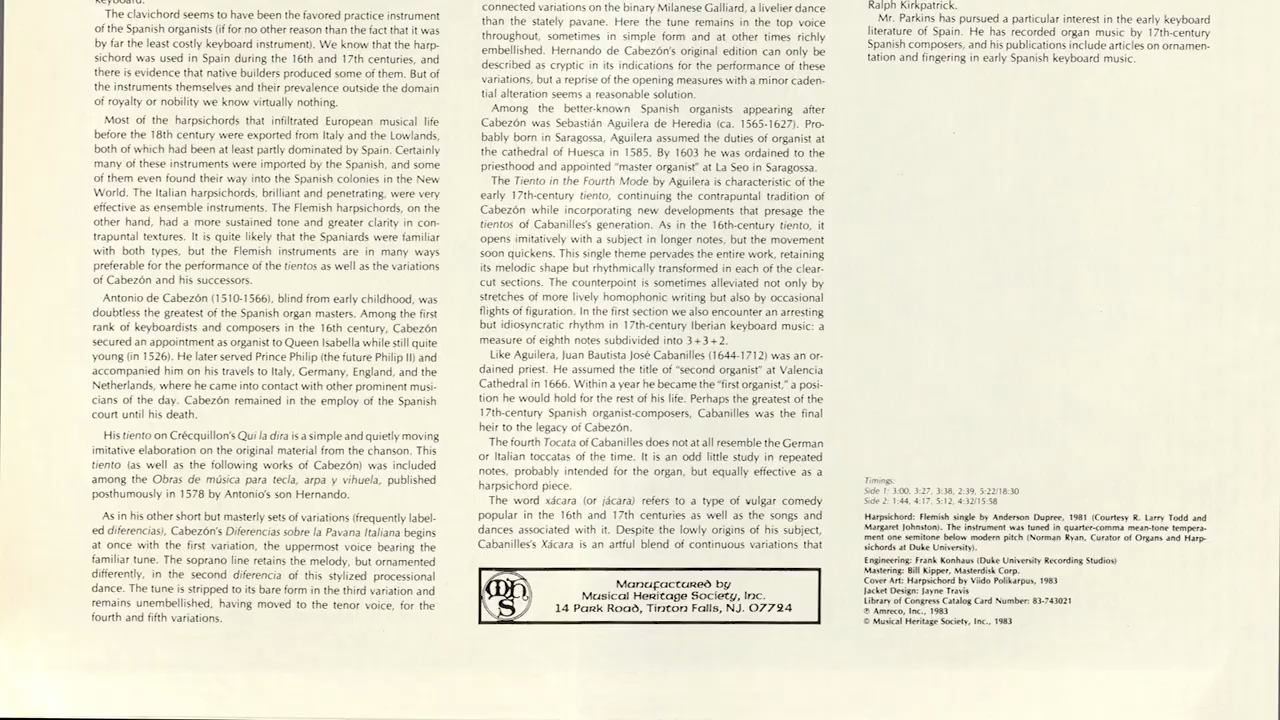 keyboard.
The clavichord seems to have been the favored practice instrument
of the Spanish organists (if for no other reason than the fact that it was
by far the least costly keyboard instrument). We know that the harp-
sichord was used in Spain during the 16th and 17th centuries, and
there is evidence that native builders produced some of them. But of
the instruments themselves and their prevalence outside the domain
of royalty or nobility we know virtually nothing.
Most of the harpsichords that infiltrated European musical life
before the 18th century were exported from Italy and the Lowlands,
both of which had been at least partly dominated by Spain. Certainly
many of these instruments were imported by the Spanish, and some
of them even found their way into the Spanish colonies in the New
World. The Italian harpsichords, brilliant and penetrating, were very
effective as ensemble instruments. The Flemish harpsichords, on the
other hand, had a more sustained tone and greater clarity in con-
trapuntal textures. It is quite likely that the Spaniards were familiar
with both types, but the Flemish instruments are in many ways
preferable for the performance of the tientos as well as the variations
of Cabezón and his successors.
Antonio de Cabezón (1510-1566), blind from early childhood, was
doubtless the greatest of the Spanish organ masters. Among the first
rank of keyboardists and composers in the 16th century, Cabezón
secured an appointment as organist to Queen Isabella while still quite
young (in 1526). He later served Prince Philip (the future Philip II) and
accompanied him on his travels to Italy, Germany, England, and the
Netherlands, where he came into contact with other prominent musi-
cians of the day. Cabezón remained in the employ of the Spanish
court until his death.
His tiento on Crécquillon's Qui la dira is a simple and quietly moving
imitative elaboration on the original material from the chanson. This
tiento (as well as the following works of Cabezón) was included
among the Obras de música para tecla, arpa y vihuela, published
posthumously in 1578 by Antonio's son Hernando.
As in his other short but masterly sets of variations (frequently label-
ed diferencias), Cabezón's Diferencias sobre la Pavana Italiana begins
at once with the first variation, the uppermost voice bearing the
familiar tune. The soprano line retains the melody, but ornamented
differently, in the second diferencia of this stylized processional
dance. The tune is stripped to its bare form in the third variation and
remains unembellished, having moved to the tenor voice, for the
fourth and fifth variations.
connected variations on the binary Milanese Galliard, a livelier dance
than the stately pavane. Here the tune remains in the top voice
throughout, sometimes in simple form and at other times richly
embellished. Hernando de Cabezón's original edition can only be
described as cryptic in its indications for the performance of these
variations, but a reprise of the opening measures with a minor caden-
tial alteration seems a reasonable solution.
Among the better-known Spanish organists appearing after
Cabezón was Sebastián Aguilera de Heredia (ca. 1565-1627). Pro-
bably born in Saragossa, Aguilera assumed the duties of organist at
the cathedral of Huesca in 1585. By 1603 he was ordained to the
priesthood and appointed "master organist" at La Seo in Saragossa.
The Tiento in the Fourth Mode by Aguilera is characteristic of the
early 17th-century tiento, continuing the contrapuntal tradition of
Cabezón while incorporating new developments that presage the
tientos of Cabanilles's generation. As in the 16th-century tiento, it
opens imitatively with a subject in longer notes, but the movement
soon quickens. This single theme pervades the entire work, retaining
its melodic shape but rhythmically transformed in each of the clear-
cut sections. The counterpoint is sometimes alleviated not only by
stretches of more lively homophonic writing but also by occasional
flights of figuration. In the first section we also encounter an arresting
but idiosyncratic rhythm in 17th-century Iberian keyboard music: a
measure of eighth notes subdivided into 3+3+2.
Like Aguilera, Juan Bautista José Cabanilles (1644-1712) was an or-
dained priest. He assumed the title of "second organist" at Valencia
Cathedral in 1666. Within a year he became the "first organist," a posi-
tion he would hold for the rest of his life. Perhaps the greatest of the
17th-century Spanish organist-composers, Cabanilles was the final
heir to the legacy of Cabezón.
The fourth Tocata of Cabanilles does not at all resemble the German
or Italian toccatas of the time. It is an odd little study in repeated
notes, probably intended for the organ, but equally effective as a
harpsichord piece.
The word xácara (or jácara) refers to a type of vulgar comedy
popular in the 16th and 17th centuries as well as the songs and
dances associated with it. Despite the lowly origins of his subject,
Cabanilles's Xácara is an artful blend of continuous variations that
mhs
Manufactured by
Musical Heritage Society, Inc.
14 Park Road, Tinton Falls, N.J. 07724
Ralph Kirkpatrick.
Mr. Parkins has pursued a particular interest in the early keyboard
literature of Spain. He has recorded organ music by 17th-century
Spanish composers, and his publications include articles on ornamen-
tation and fingering in early Spanish keyboard music.
Timings:
Side 1: 3:00, 3:27, 3:38, 2:39, 5:22/18:30
Side 2: 1:44, 4:17, 5:12, 4:32/15:58
Harpsichord: Flemish single by Anderson Dupree, 1981 (Courtesy R. Larry Todd and
Margaret Johnston). The instrument was tuned in quarter-comma mean-tone tempera-
ment one semitone below modern pitch (Norman Ryan, Curator of Organs and Harp-
sichords at Duke University).
Engineering: Frank Konhaus (Duke University Recording Studios)
Mastering: Bill Kipper, Masterdisk Corp.
Cover Art: Harpsichord by Viido Polikarpus, 1983
Jacket Design: Jayne Travis
Library of Congress Catalog Card Number: 83-743021
℗ Amreco, Inc., 1983
© Musical Heritage Society, Inc., 1983